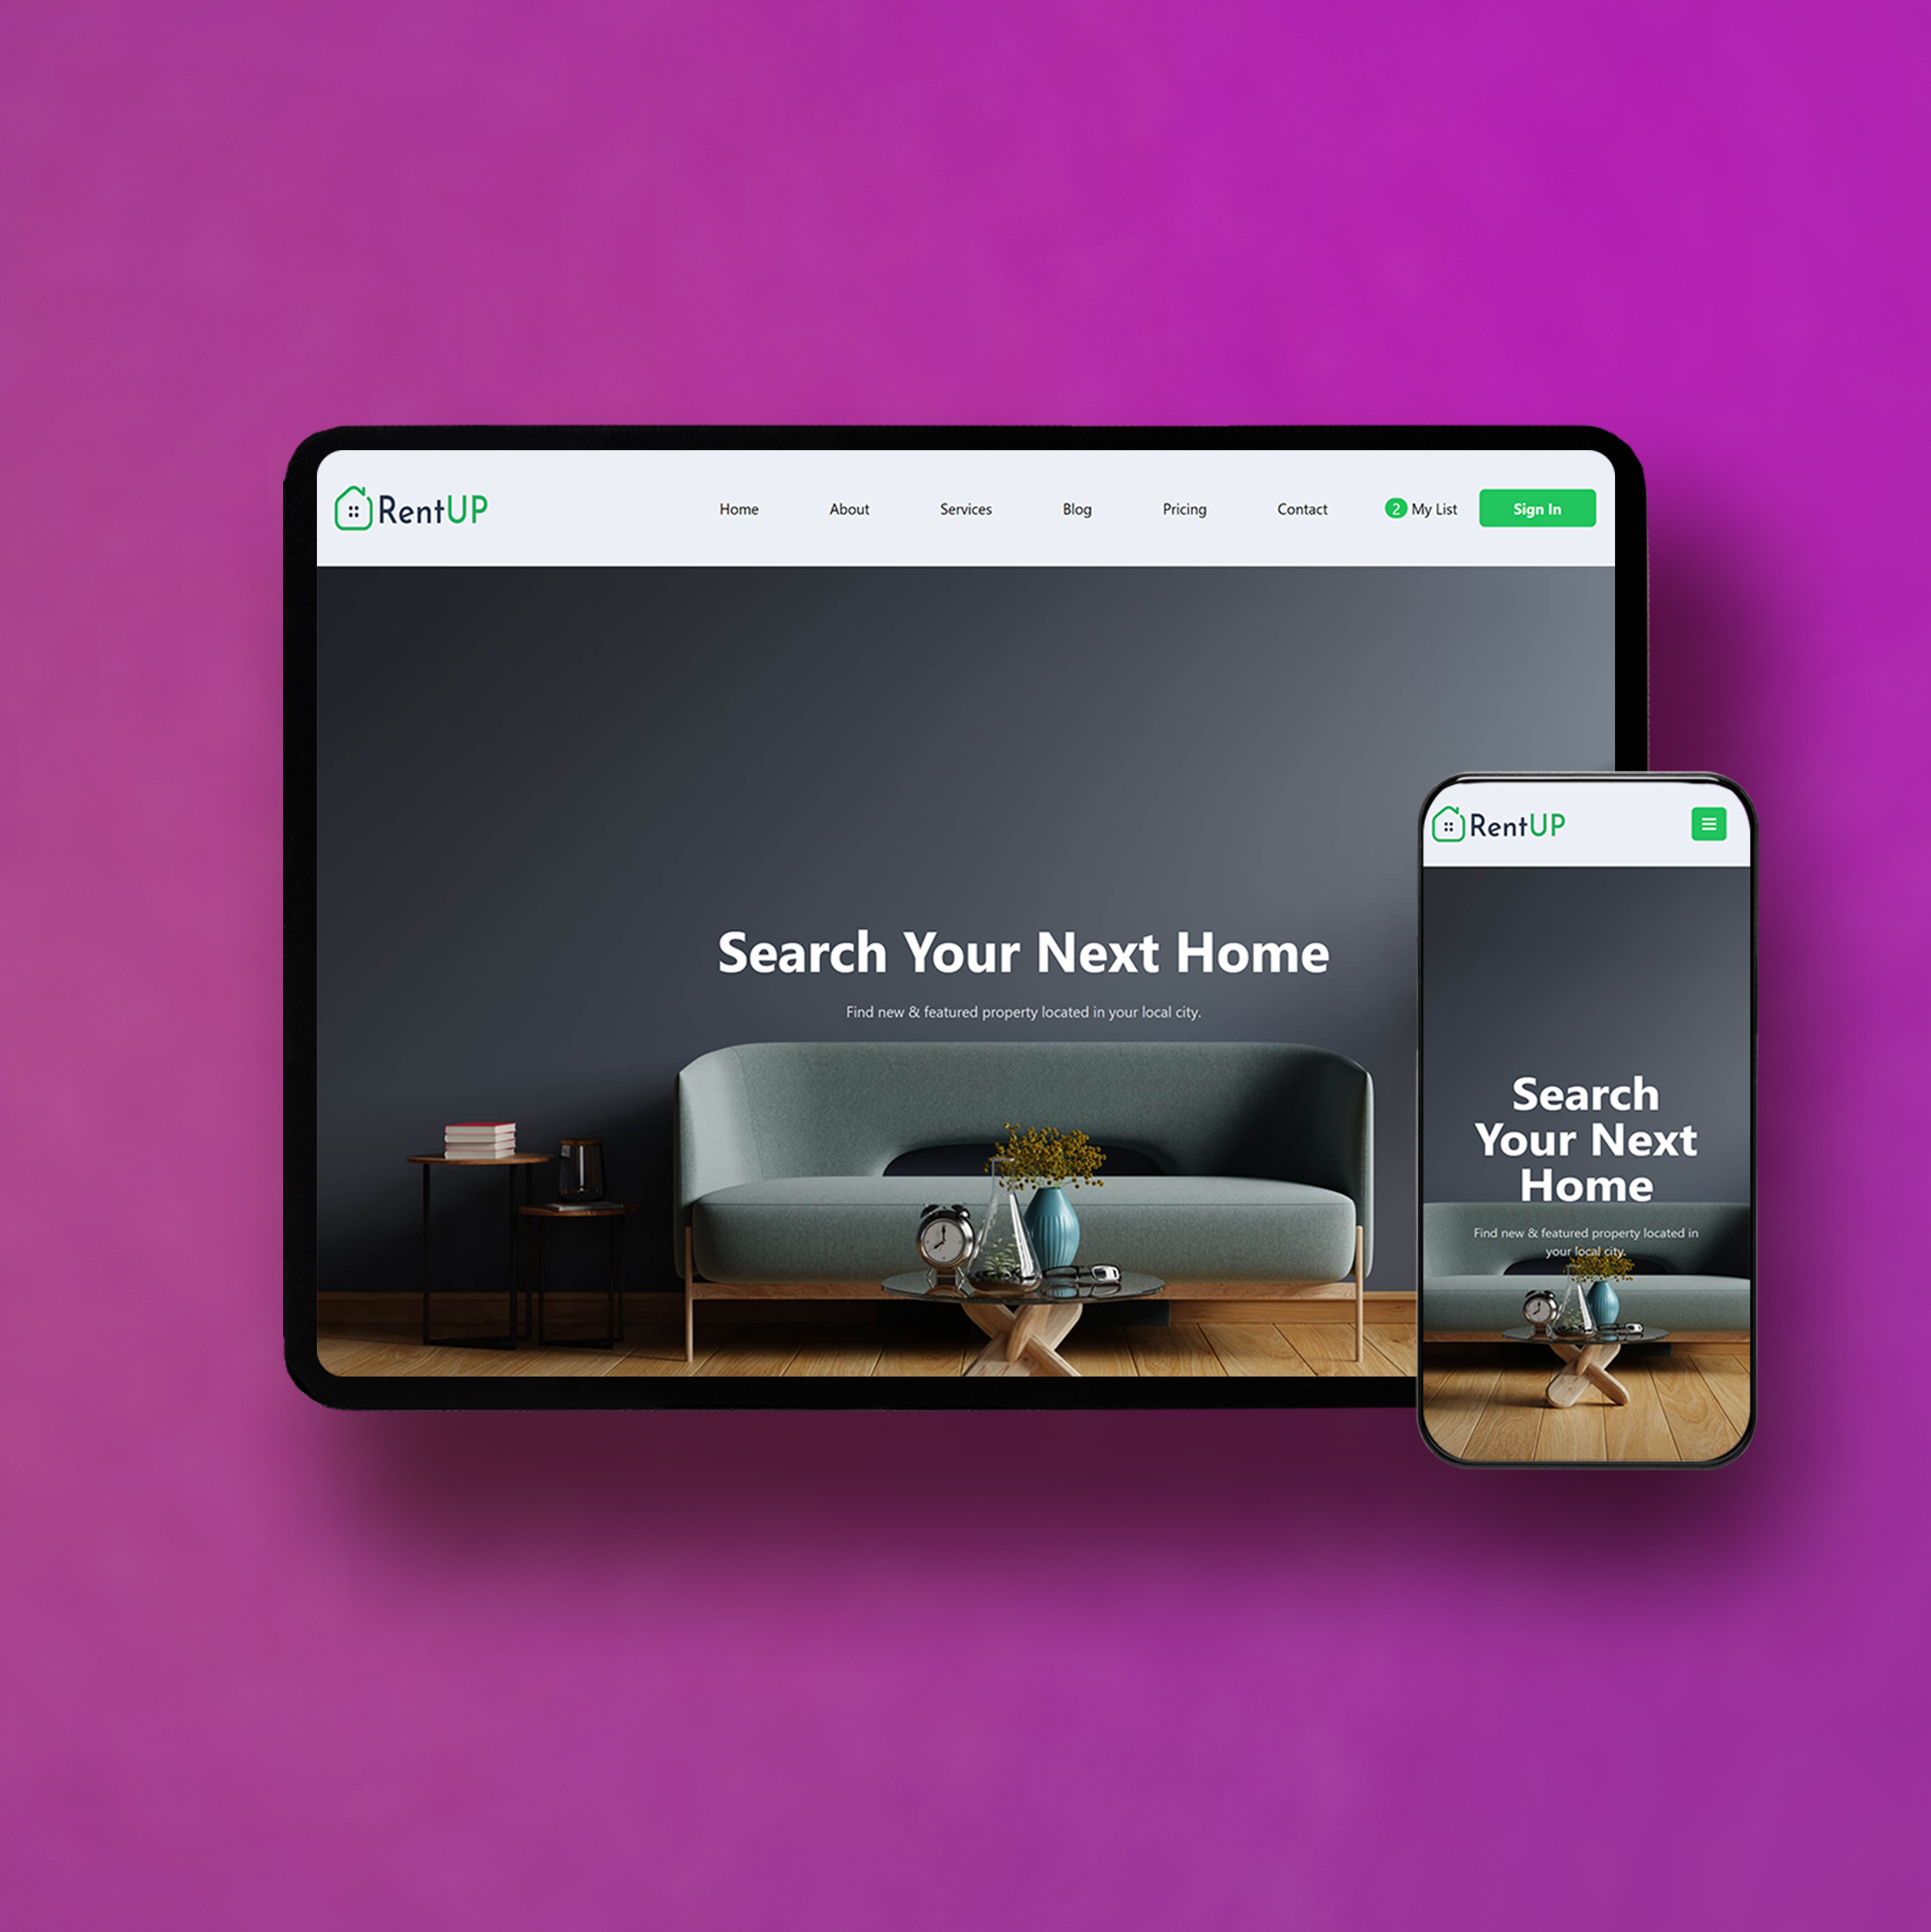 RentUP
Home About Services Blog Pricing Contact 2 My List Sign In
Search Your Next Home
Find new & featured property located in your local city.
RentUP
Search
Your Next
Home
Find new & featured property located in
your local city.